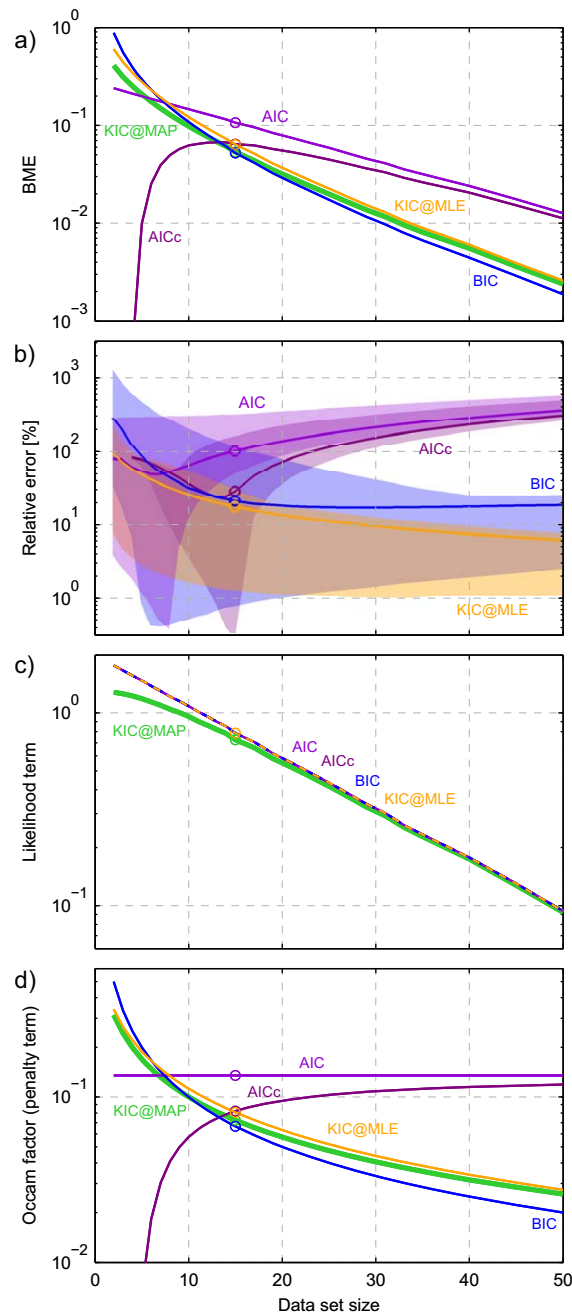 a)
10^0
10^−1
10^−2
10^−3
BME
AIC
KIC@MAP
KIC@MLE
AICc
BIC
b)
10^3
10^2
10^1
10^0
Relative error [%]
AIC
AICc
BIC
KIC@MLE
c)
10^0
10^−1
Likelihood term
KIC@MAP
AIC
AICc
BIC
KIC@MLE
d)
10^−1
10^−2
Occam factor (penalty term)
AIC
AICc
KIC@MAP
KIC@MLE
BIC
0 10 20 30 40 50
Data set size